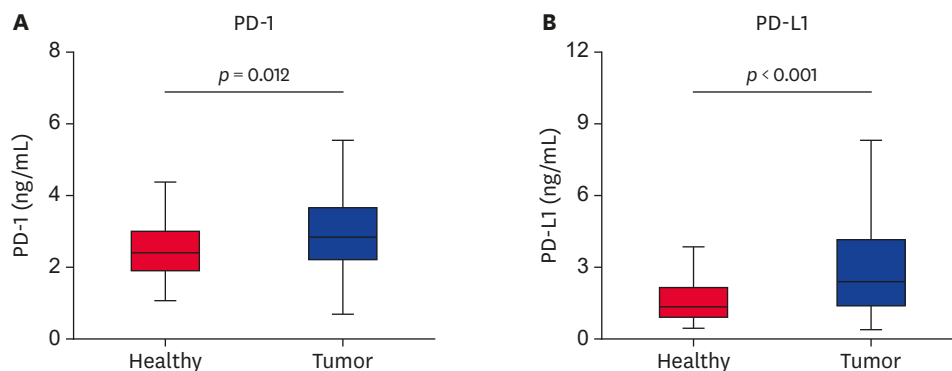 A
PD-1
8
6
4
2
0
PD-1 (ng/mL)
p = 0.012
Healthy
Tumor
B
PD-L1
12
9
6
3
0
PD-L1 (ng/mL)
p < 0.001
Healthy
Tumor